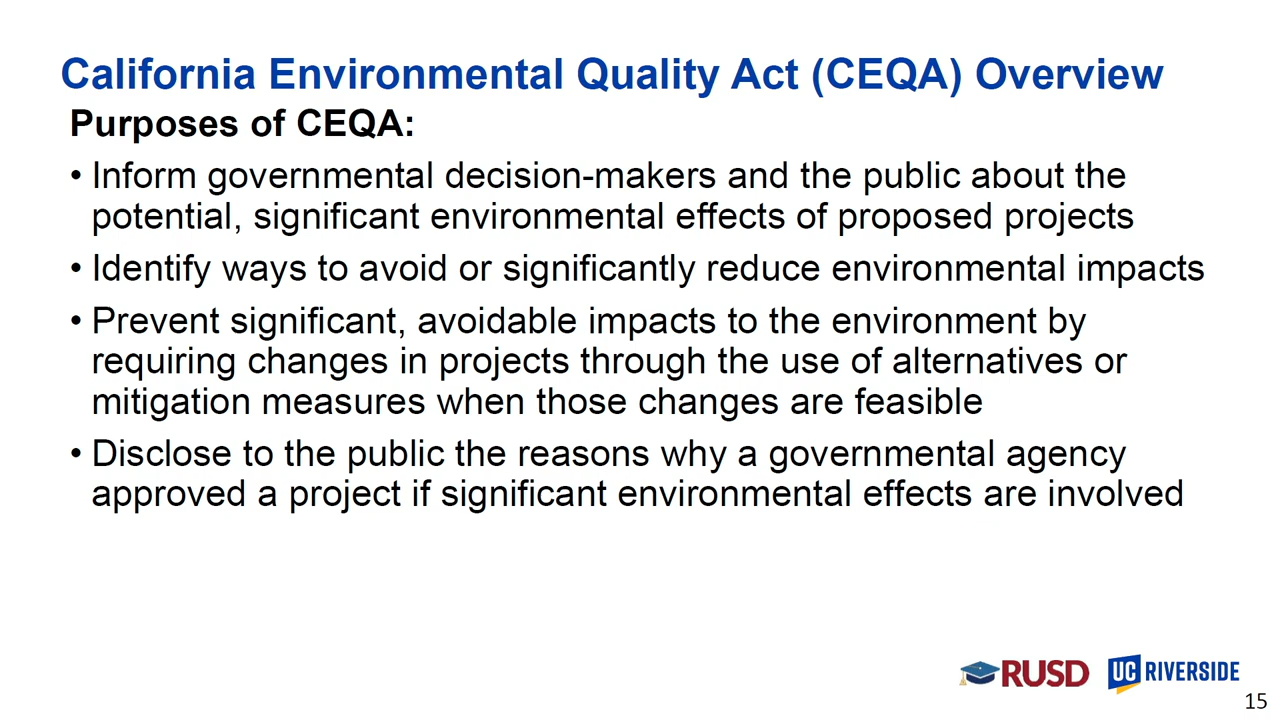 California Environmental Quality Act (CEQA) Overview
Purposes of CEQA:
• Inform governmental decision-makers and the public about the
potential, significant environmental effects of proposed projects
• Identify ways to avoid or significantly reduce environmental impacts
• Prevent significant, avoidable impacts to the environment by
requiring changes in projects through the use of alternatives or
mitigation measures when those changes are feasible
• Disclose to the public the reasons why a governmental agency
approved a project if significant environmental effects are involved
RUSD UC RIVERSIDE
15